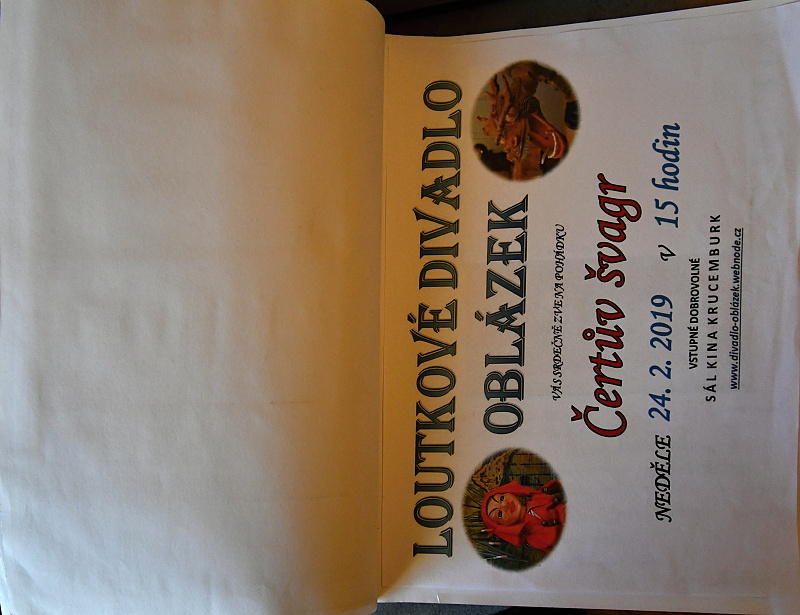 LOUTKOVÉ DIVADLO
OBLÁZEK
VÁS SRDEČNĚ ZVE NA POHÁDKU
Čertův švagr
NEDĚLE 24. 2. 2019 v 15 hodin
VSTUPNÉ DOBROVOLNÉ
SÁL KINA KRUCEMBURK
www.divadlo-oblázek.webnode.cz